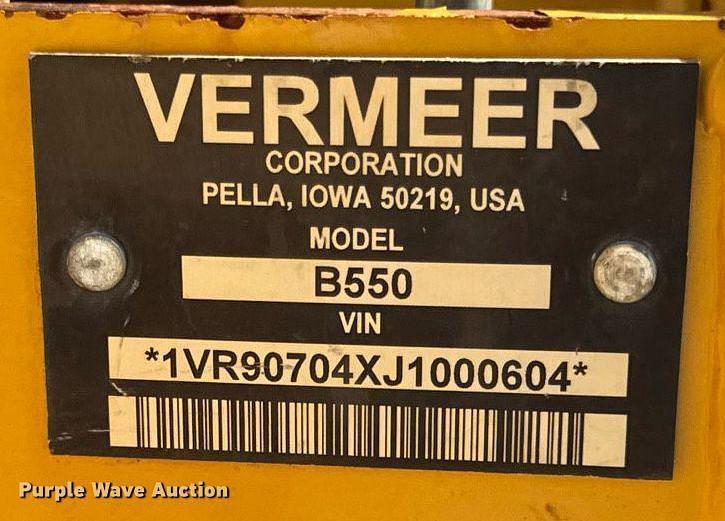 VERMEER
CORPORATION
PELLA, IOWA 50219, USA
MODEL
B550
VIN
*1VR90704XJ1000604*
Purple Wave Auction